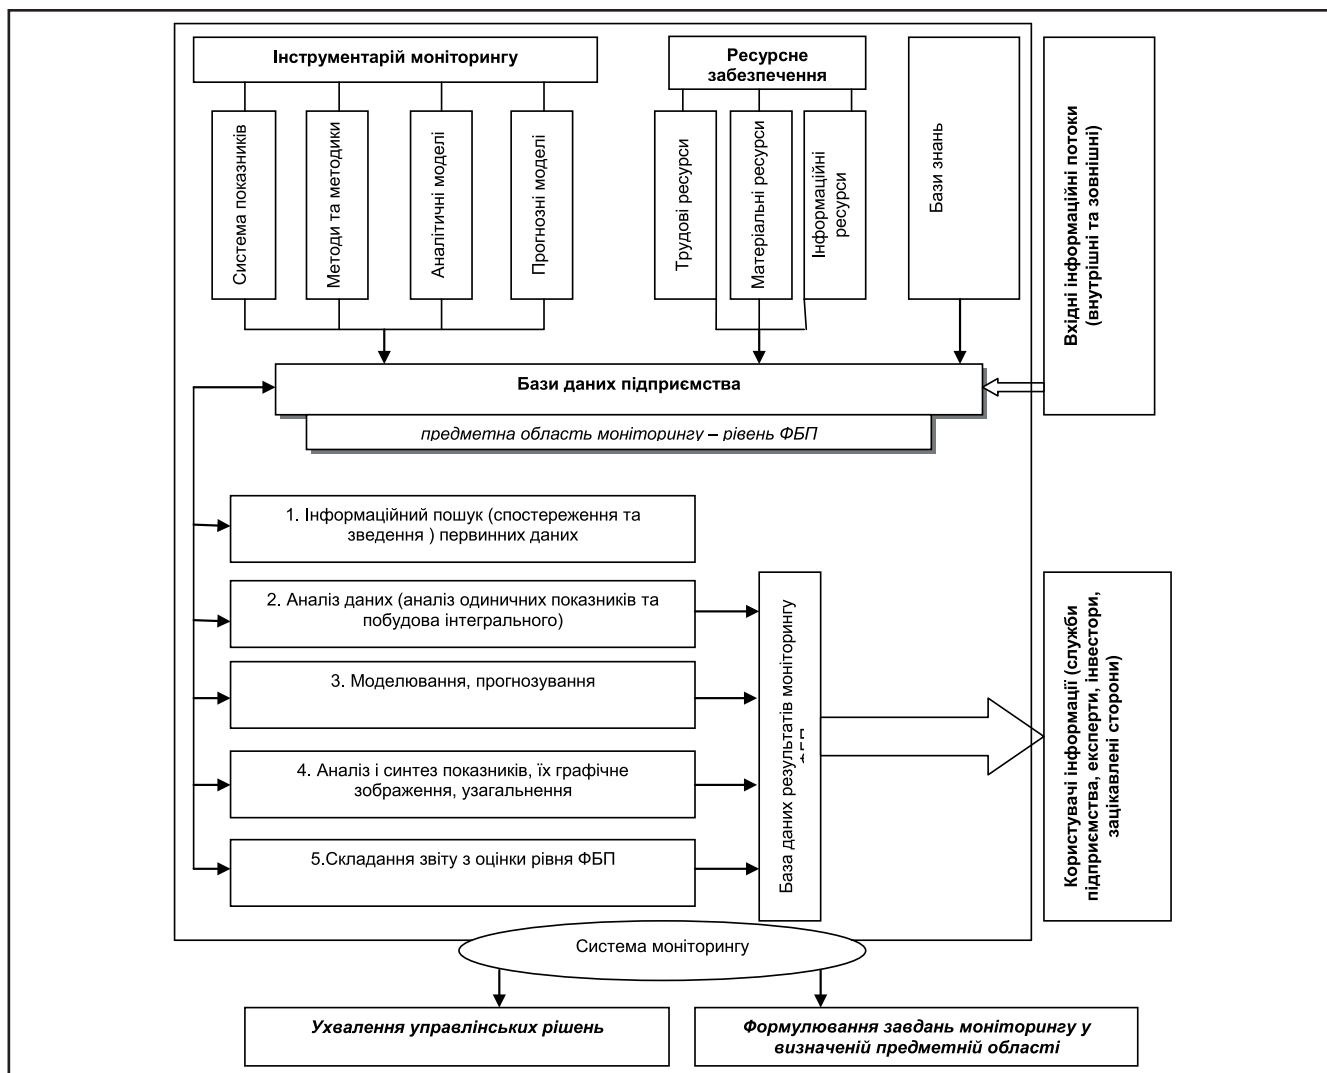 Інструментарій моніторингу
Ресурсне
забезпечення
Система показників
Методи та методики
Аналітичні моделі
Прогнозні моделі
Трудові ресурси
Матеріальні ресурси
Інформаційні
ресурси
Бази знань
Вхідні інформаційні потоки
(внутрішні та зовнішні)
Бази даних підприємства
предметна область моніторингу – рівень ФБП
1. Інформаційний пошук (спостереження та
зведення ) первинних даних
2. Аналіз даних (аналіз одиничних показників та
побудова інтегрального)
3. Моделювання, прогнозування
4. Аналіз і синтез показників, їх графічне
зображення, узагальнення
5.Складання звіту з оцінки рівня ФБП
База даних результатів моніторингу
Користувачі інформації (служби
підприємства, експерти, інвестори,
зацікавлені сторони)
Система моніторингу
Ухвалення управлінських рішень
Формулювання завдань моніторингу у
визначеній предметній області